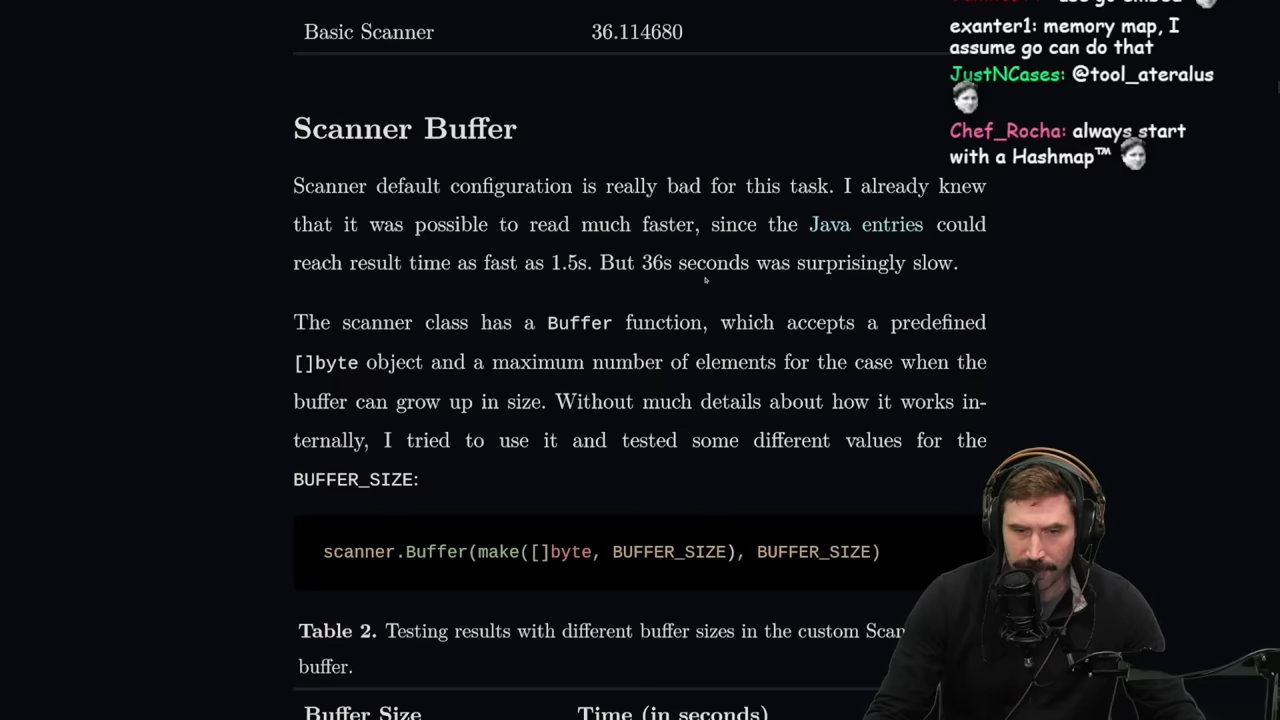 Basic Scanner 36.114680
Scanner Buffer
Scanner default configuration is really bad for this task. I already knew
that it was possible to read much faster, since the Java entries could
reach result time as fast as 1.5s. But 36s seconds was surprisingly slow.
The scanner class has a Buffer function, which accepts a predefined
[]byte object and a maximum number of elements for the case when the
buffer can grow up in size. Without much details about how it works in-
ternally, I tried to use it and tested some different values for the
BUFFER_SIZE:
scanner.Buffer(make([]byte, BUFFER_SIZE), BUFFER_SIZE)
Table 2. Testing results with different buffer sizes in the custom Scan
buffer.
Buffer Size Time (in seconds)
exanter1: memory map, I
assume go can do that
JustNCases: @tool_ateralus
Chef_Rocha: always start
with a Hashmap™